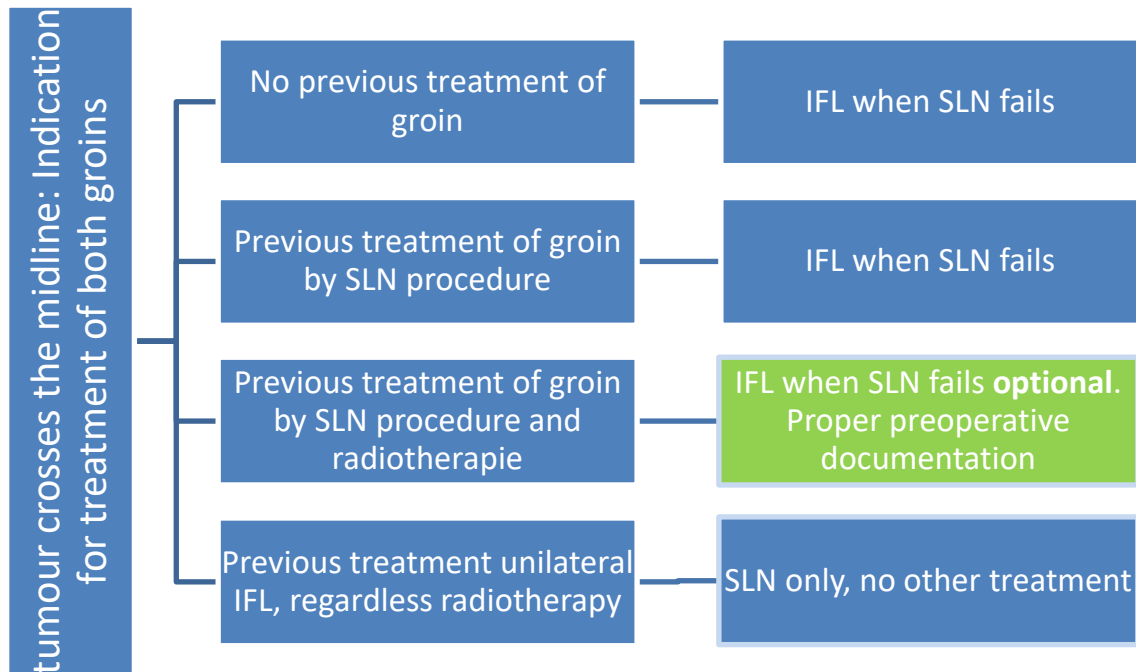 tumour crosses the midline: Indication
for treatment of both groins
No previous treatment of
groin
IFL when SLN fails
Previous treatment of groin
by SLN procedure
IFL when SLN fails
Previous treatment of groin
by SLN procedure and
radiotherapie
IFL when SLN fails optional.
Proper preoperative
documentation
Previous treatment unilateral
IFL, regardless radiotherapy
SLN only, no other treatment